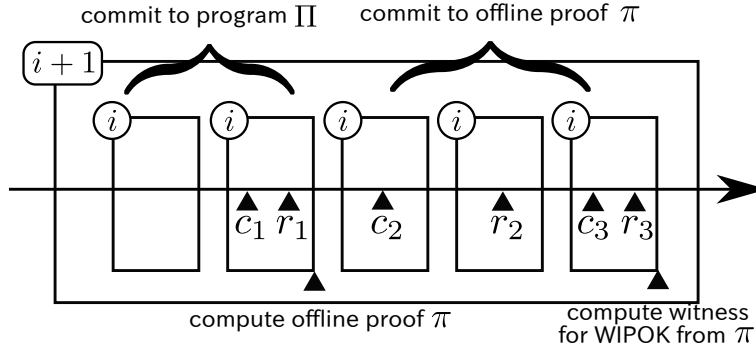 commit to program Π
commit to offline proof π
i + 1
i i i i i
c₁ r₁ c₂ r₂ c₃ r₃
compute offline proof π
compute witness
for WIPOK from π